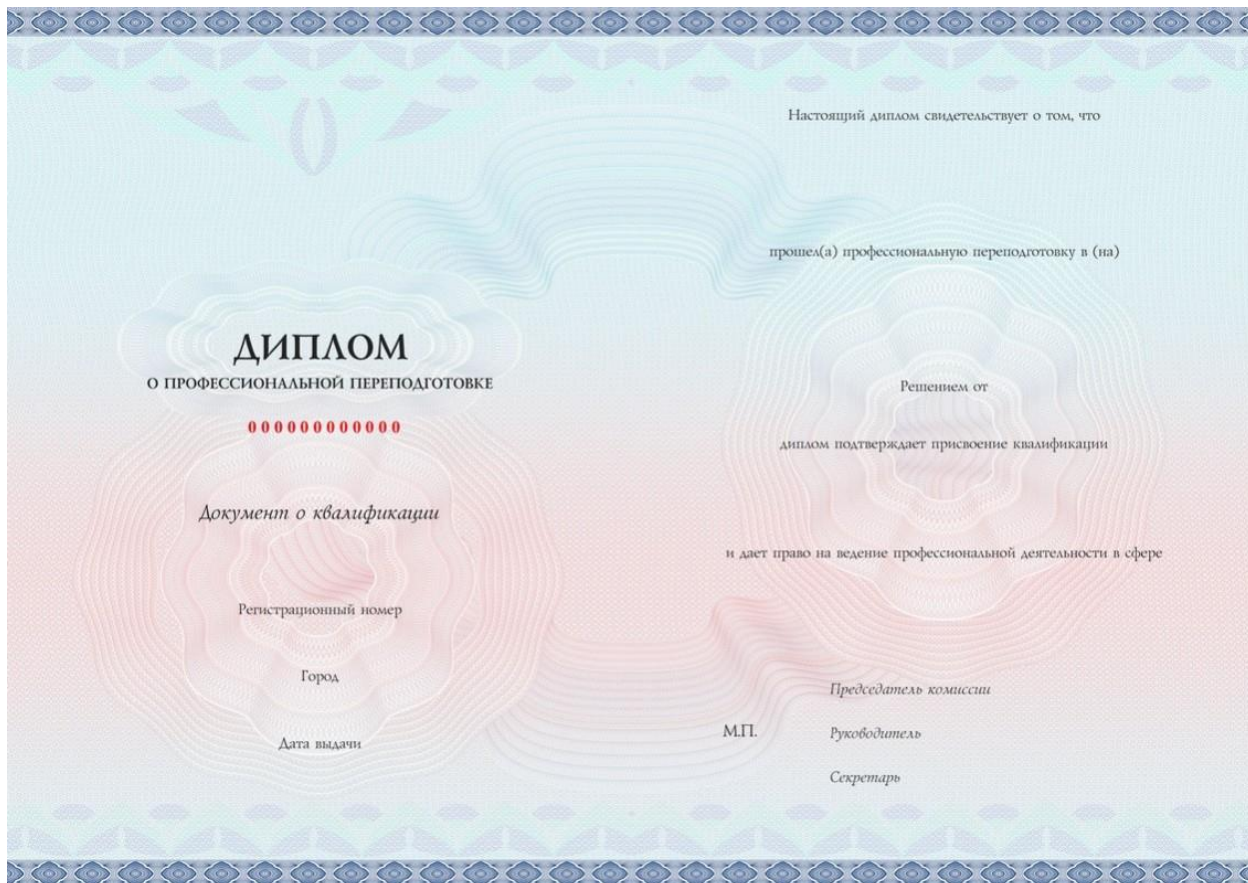 ДИПЛОМ
О ПРОФЕССИОНАЛЬНОЙ ПЕРЕПОДГОТОВКЕ
000000000000
Документ о квалификации
Регистрационный номер
Город
Дата выдачи
Настоящий диплом свидетельствует о том, что
прошел(а) профессиональную переподготовку в (на)
Решением от
диплом подтверждает присвоение квалификации
и дает право на ведение профессиональной деятельности в сфере
Председатель комиссии
М.П.
Руководитель
Секретарь